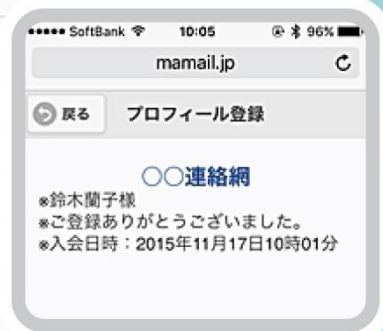 ●●●●● SoftBank 10:05 96%
mamail.jp
戻る プロフィール登録
〇〇連絡網
※鈴木蘭子様
※ご登録ありがとうございました。
※入会日時:2015年11月17日10時01分